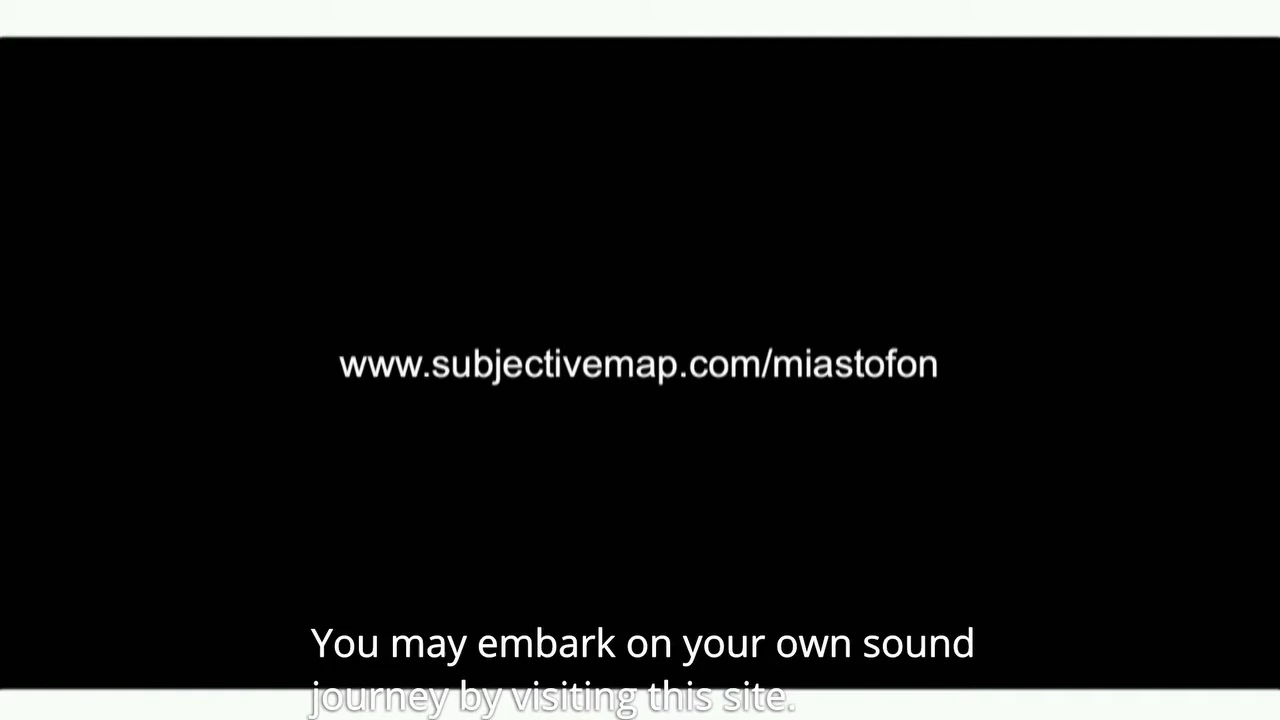 www.subjectivemap.com/miastofon
You may embark on your own sound
journey by visiting this site.